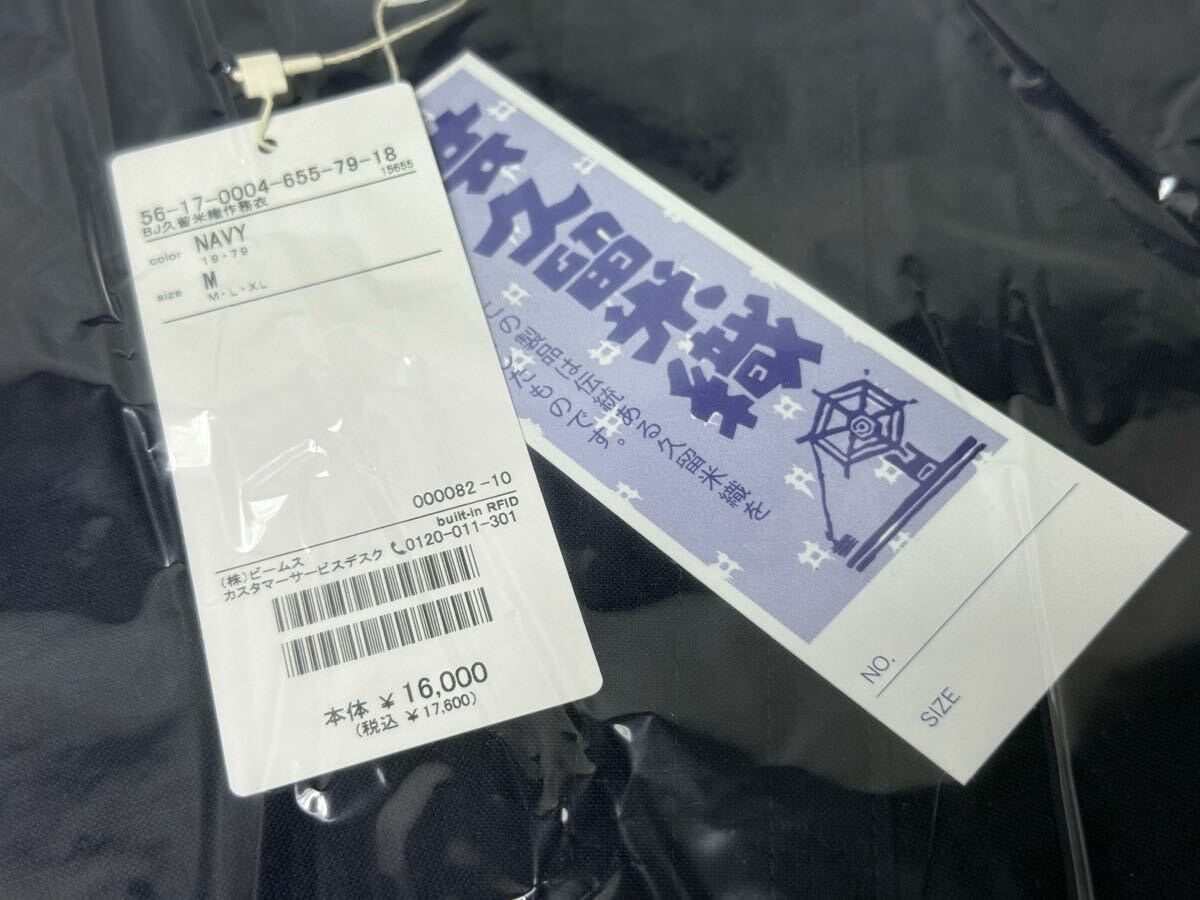 56-17-0004-655-79-18
15655
BJ久留米織作務衣
color NAVY
19・79
size M
M・L・XL
000082 -10
built-in RFID
(株)ビームス
カスタマーサービスデスク 0120-011-301
本体 ¥ 16,000
(税込 ¥ 17,600)
久留米織
この製品は伝統ある久留米織を
たものです。
NO.
SIZE